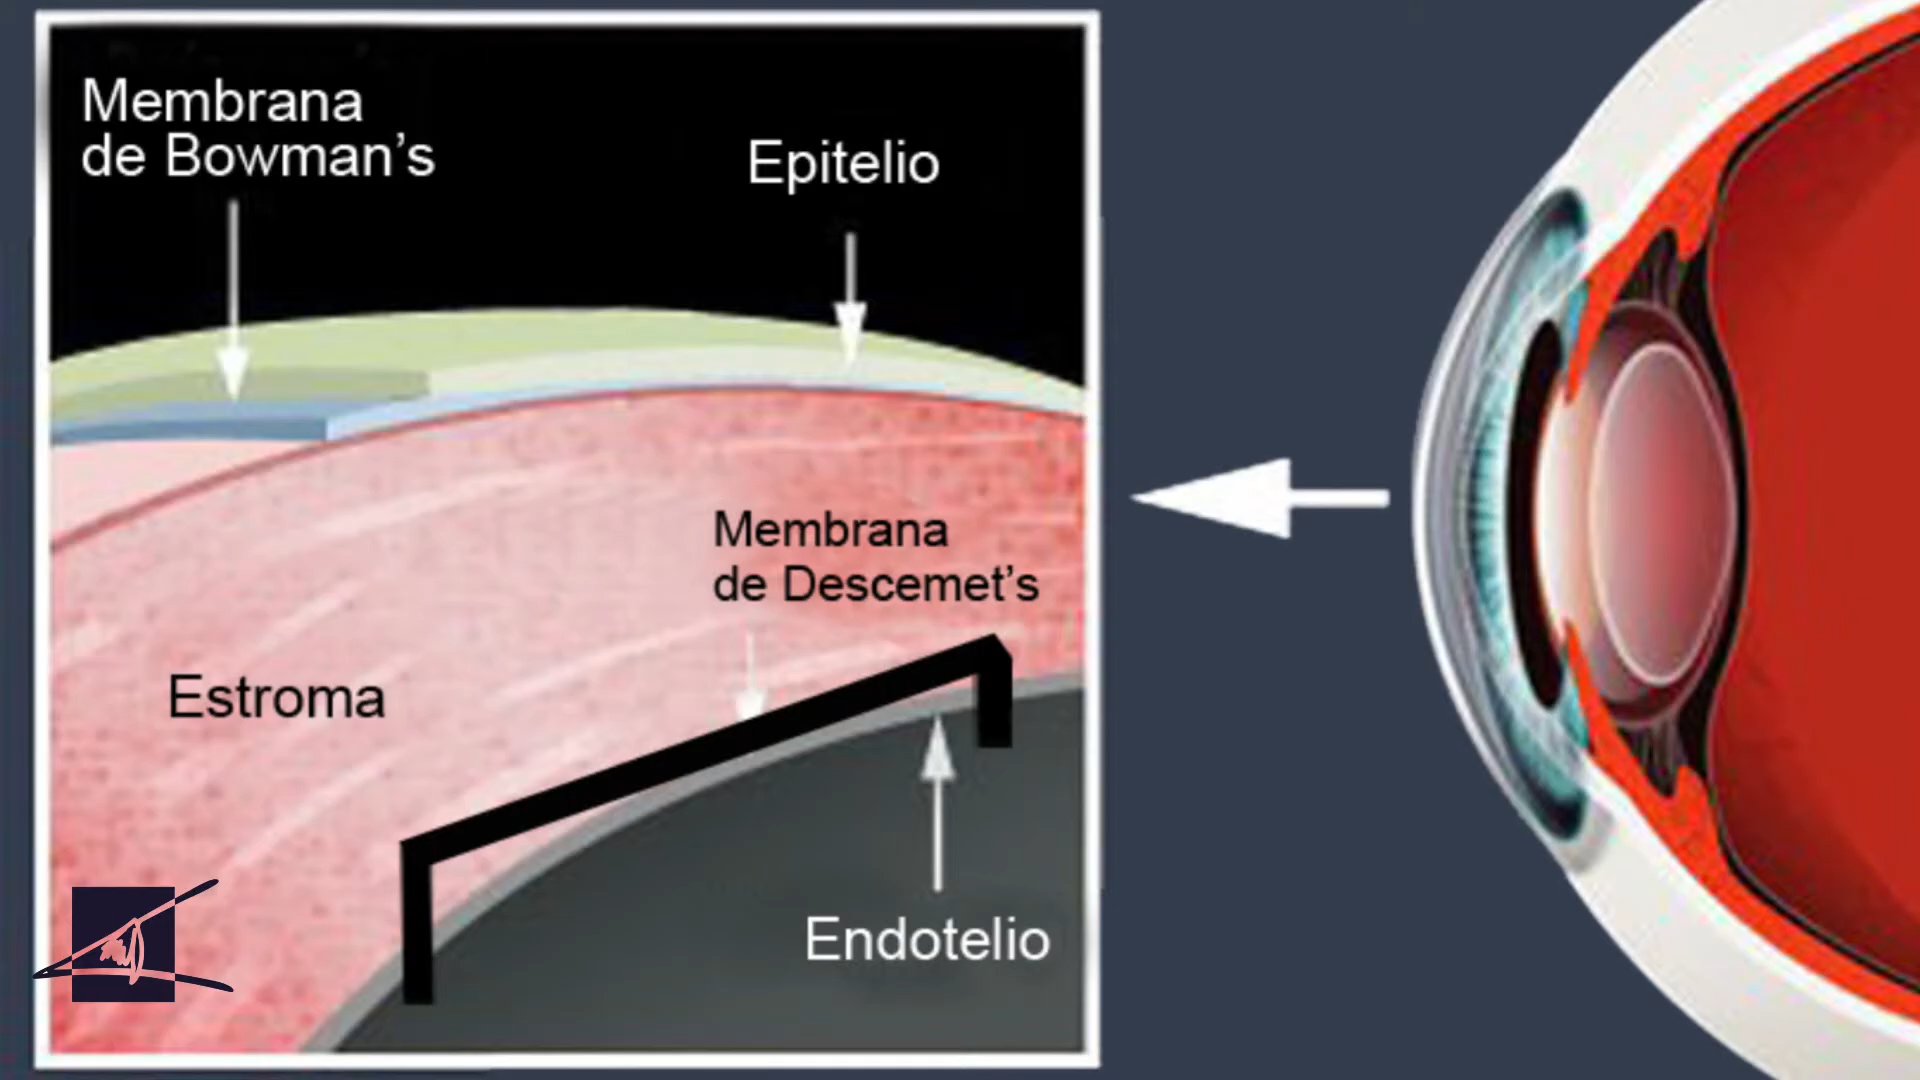 Membrana
de Bowman's
Epitelio
Membrana
de Descemet's
Estroma
Endotelio